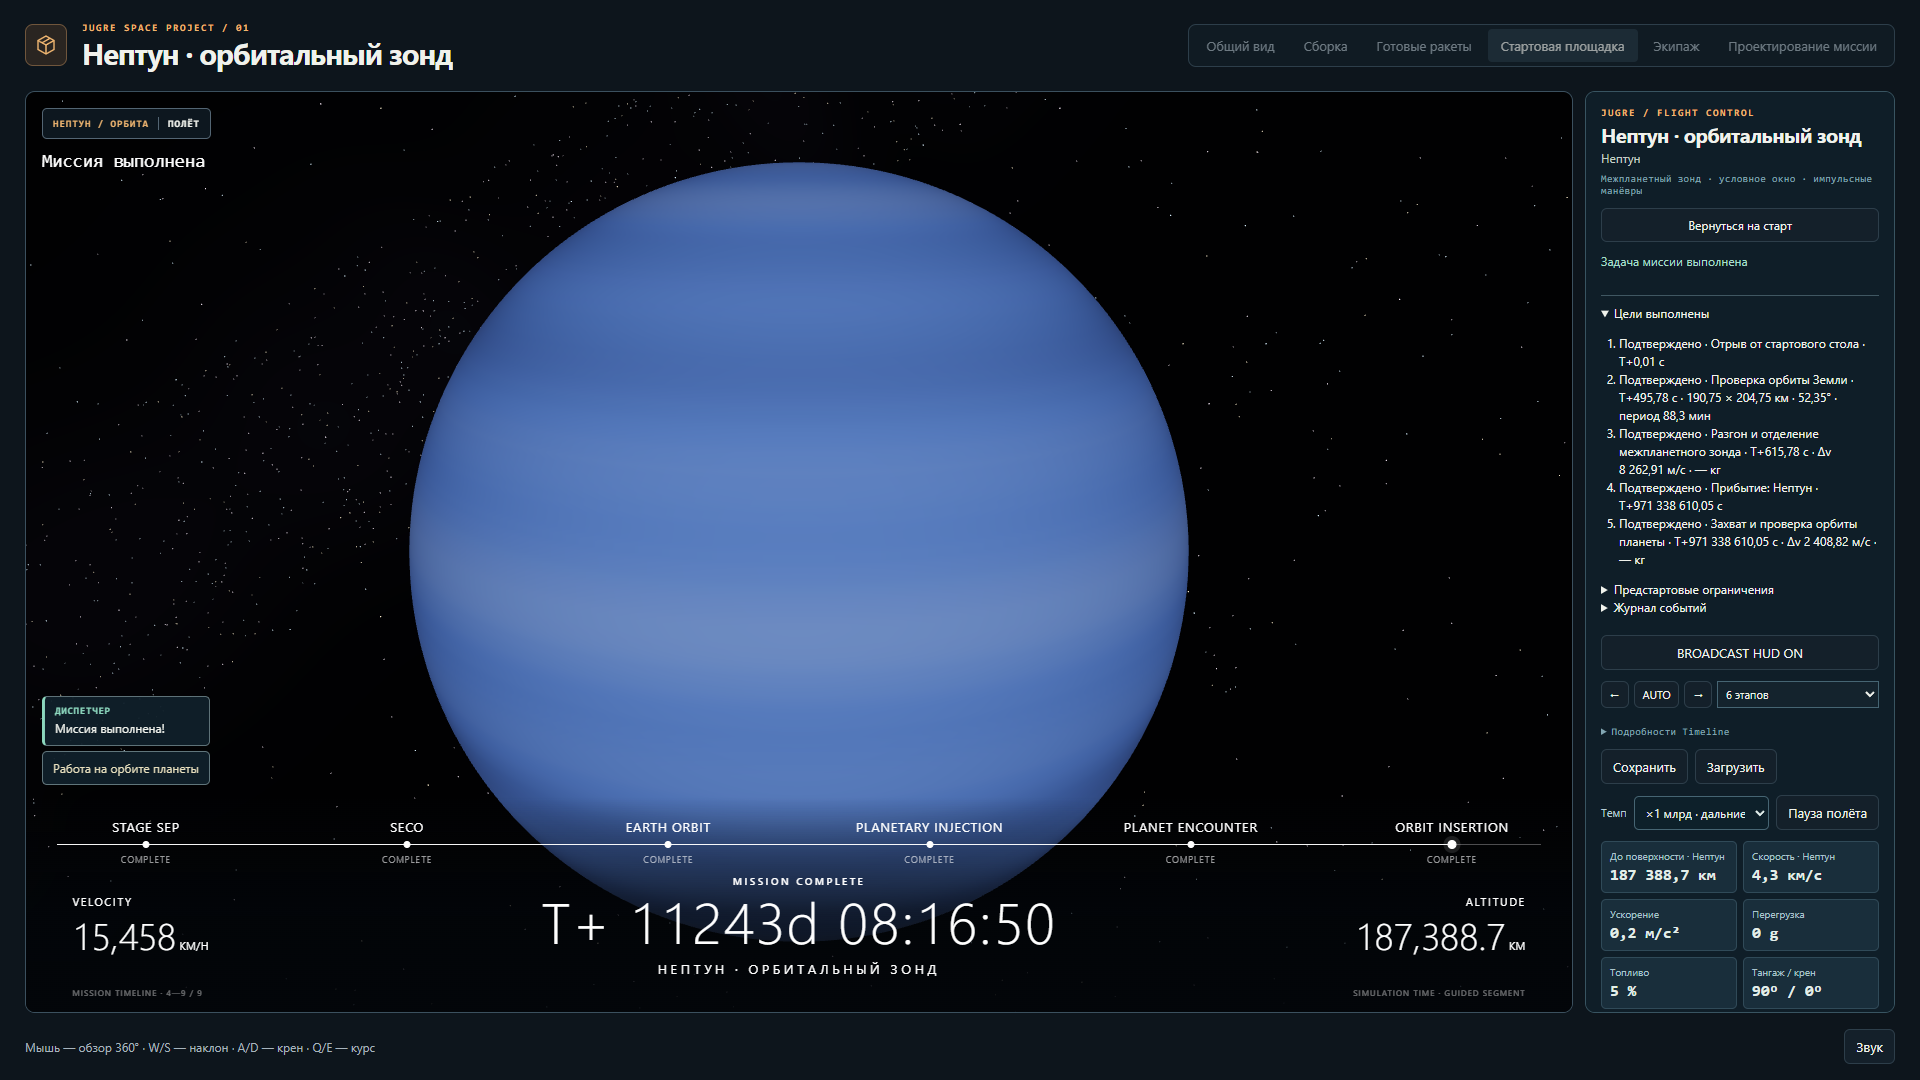 JUGRE SPACE PROJECT / 01
Нептун · орбитальный зонд
Общий вид
Сборка
Готовые ракеты
Стартовая площадка
Экипаж
Проектирование миссии
НЕПТУН / ОРБИТА | ПОЛЁТ
Миссия выполнена
ДИСПЕТЧЕР
Миссия выполнена!
Работа на орбите планеты
STAGE SEP
SECO
EARTH ORBIT
PLANETARY INJECTION
PLANET ENCOUNTER
ORBIT INSERTION
COMPLETE
COMPLETE
COMPLETE
COMPLETE
COMPLETE
COMPLETE
MISSION COMPLETE
VELOCITY
15,458 KM/H
T+ 11243d 08:16:50
ALTITUDE
187,388.7 KM
НЕПТУН · ОРБИТАЛЬНЫЙ ЗОНД
MISSION TIMELINE · 4—9 / 9
SIMULATION TIME · GUIDED SEGMENT
JUGRE / FLIGHT CONTROL
Нептун · орбитальный зонд
Нептун
Межпланетный зонд · условное окно · импульсные
манёвры
Вернуться на старт
Задача миссии выполнена
▼ Цели выполнены
1. Подтверждено · Отрыв от стартового стола ·
T+0,01 с
2. Подтверждено · Проверка орбиты Земли ·
T+495,78 с · 190,75 × 204,75 км · 52,35° ·
период 88,3 мин
3. Подтверждено · Разгон и отделение
межпланетного зонда · T+615,78 с · Δv
8 262,91 м/с · — кг
4. Подтверждено · Прибытие: Нептун ·
T+971 338 610,05 с
5. Подтверждено · Захват и проверка орбиты
планеты · T+971 338 610,05 с · Δv 2 408,82 м/с ·
— кг
▶ Предстартовые ограничения
▶ Журнал событий
BROADCAST HUD ON
←
AUTO
→
6 этапов
▶ Подробности Timeline
Сохранить
Загрузить
Темп
×1 млрд · дальние
Пауза полёта
До поверхности · Нептун
187 388,7 км
Скорость · Нептун
4,3 км/с
Ускорение
0,2 м/с²
Перегрузка
0 g
Топливо
5 %
Тангаж / крен
90° / 0°
Мышь — обзор 360° · W/S — наклон · A/D — крен · Q/E — курс
Звук